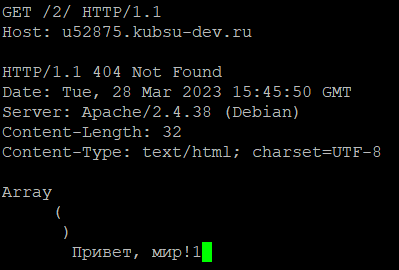 GET /2/ HTTP/1.1
Host: u52875.kubsu-dev.ru
HTTP/1.1 404 Not Found
Date: Tue, 28 Mar 2023 15:45:50 GMT
Server: Apache/2.4.38 (Debian)
Content-Length: 32
Content-Type: text/html; charset=UTF-8
Array
(
)
Привет, мир!1